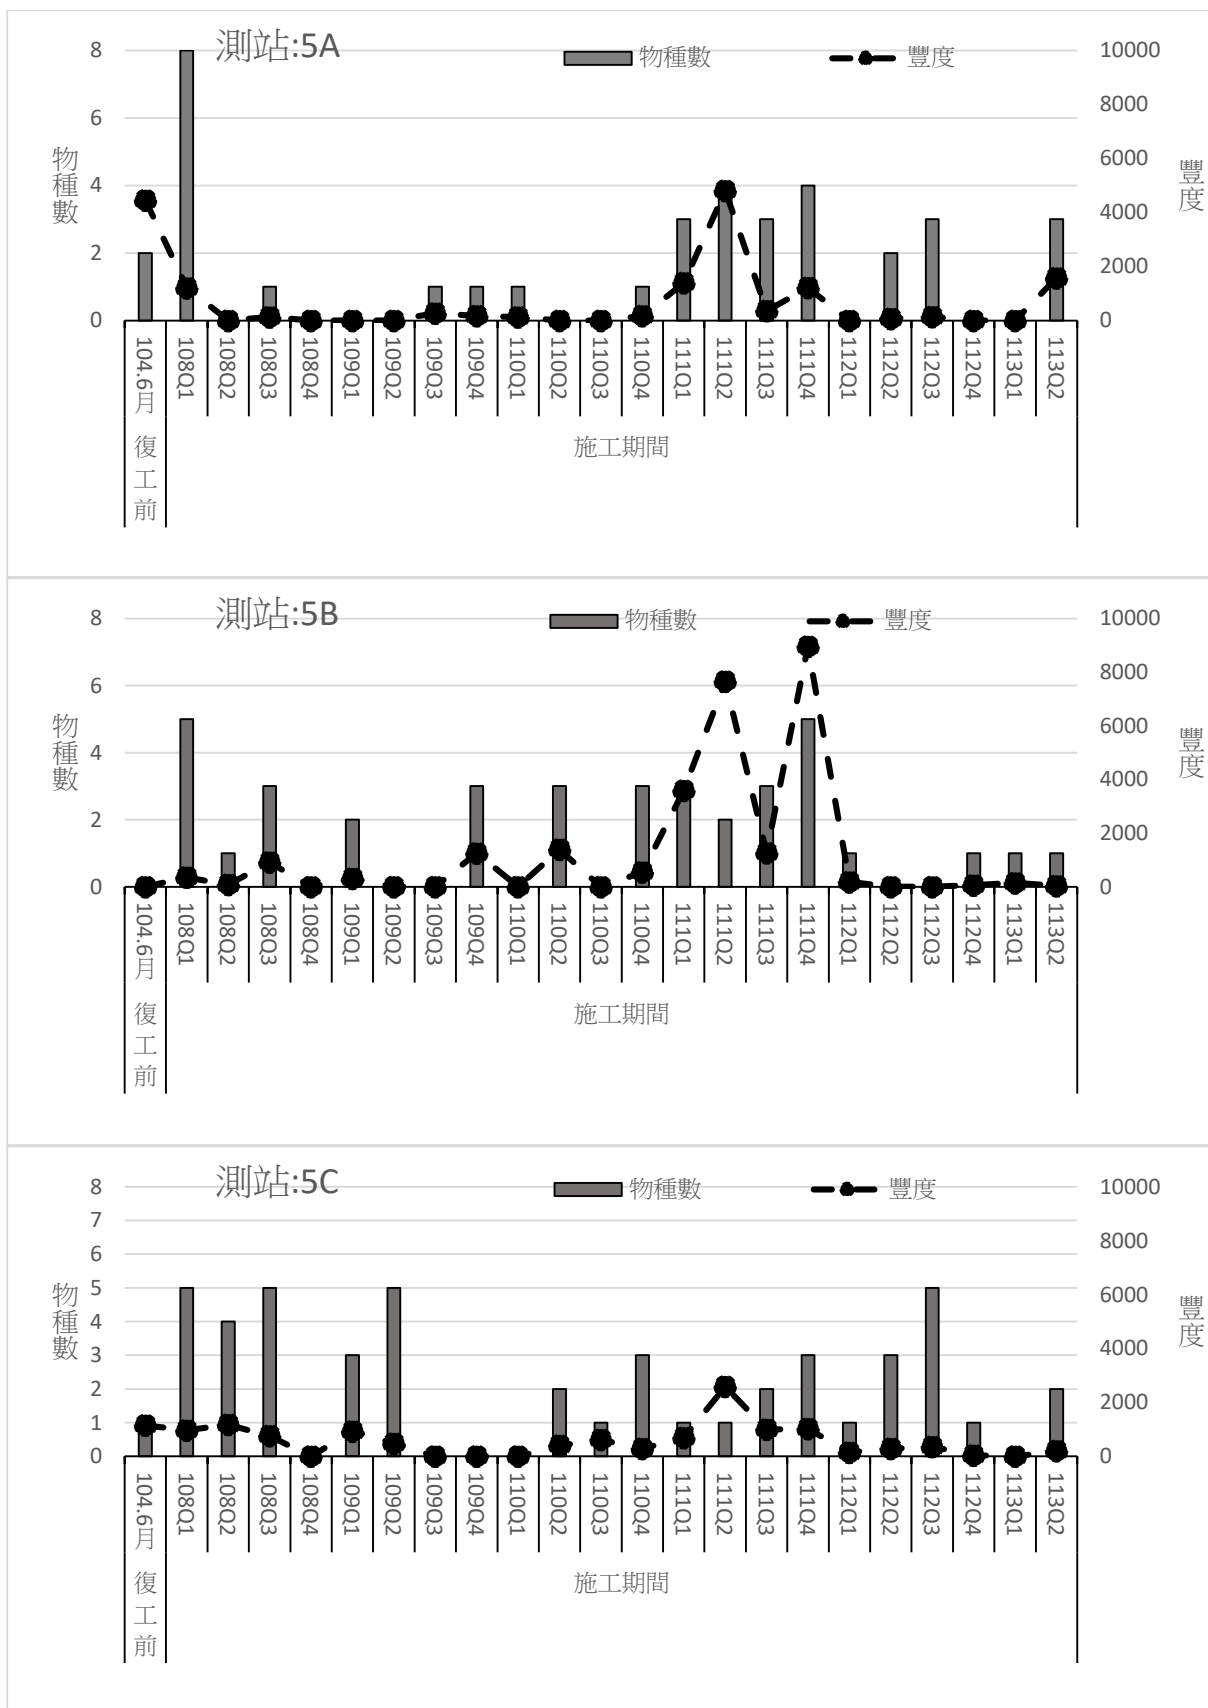 測站:5A
物種數
豐度
8
6
4
2
0
10000
8000
6000
4000
2000
0
物種數
豐度
104.6月
108Q1
108Q2
108Q3
108Q4
109Q1
109Q2
109Q3
109Q4
110Q1
110Q2
110Q3
110Q4
111Q1
111Q2
111Q3
111Q4
112Q1
112Q2
112Q3
112Q4
113Q1
113Q2
復工前
施工期間
測站:5B
物種數
豐度
8
6
4
2
0
10000
8000
6000
4000
2000
0
物種數
豐度
104.6月
108Q1
108Q2
108Q3
108Q4
109Q1
109Q2
109Q3
109Q4
110Q1
110Q2
110Q3
110Q4
111Q1
111Q2
111Q3
111Q4
112Q1
112Q2
112Q3
112Q4
113Q1
113Q2
復工前
施工期間
測站:5C
物種數
豐度
8
7
6
5
4
3
2
1
0
10000
8000
6000
4000
2000
0
物種數
豐度
104.6月
108Q1
108Q2
108Q3
108Q4
109Q1
109Q2
109Q3
109Q4
110Q1
110Q2
110Q3
110Q4
111Q1
111Q2
111Q3
111Q4
112Q1
112Q2
112Q3
112Q4
113Q1
113Q2
復工前
施工期間